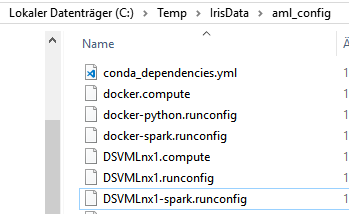 Lokaler Datenträger (C:) > Temp > IrisData > aml_config
Name
conda_dependencies.yml
docker.compute
docker-python.runconfig
docker-spark.runconfig
DSVMLnx1.compute
DSVMLnx1.runconfig
DSVMLnx1-spark.runconfig